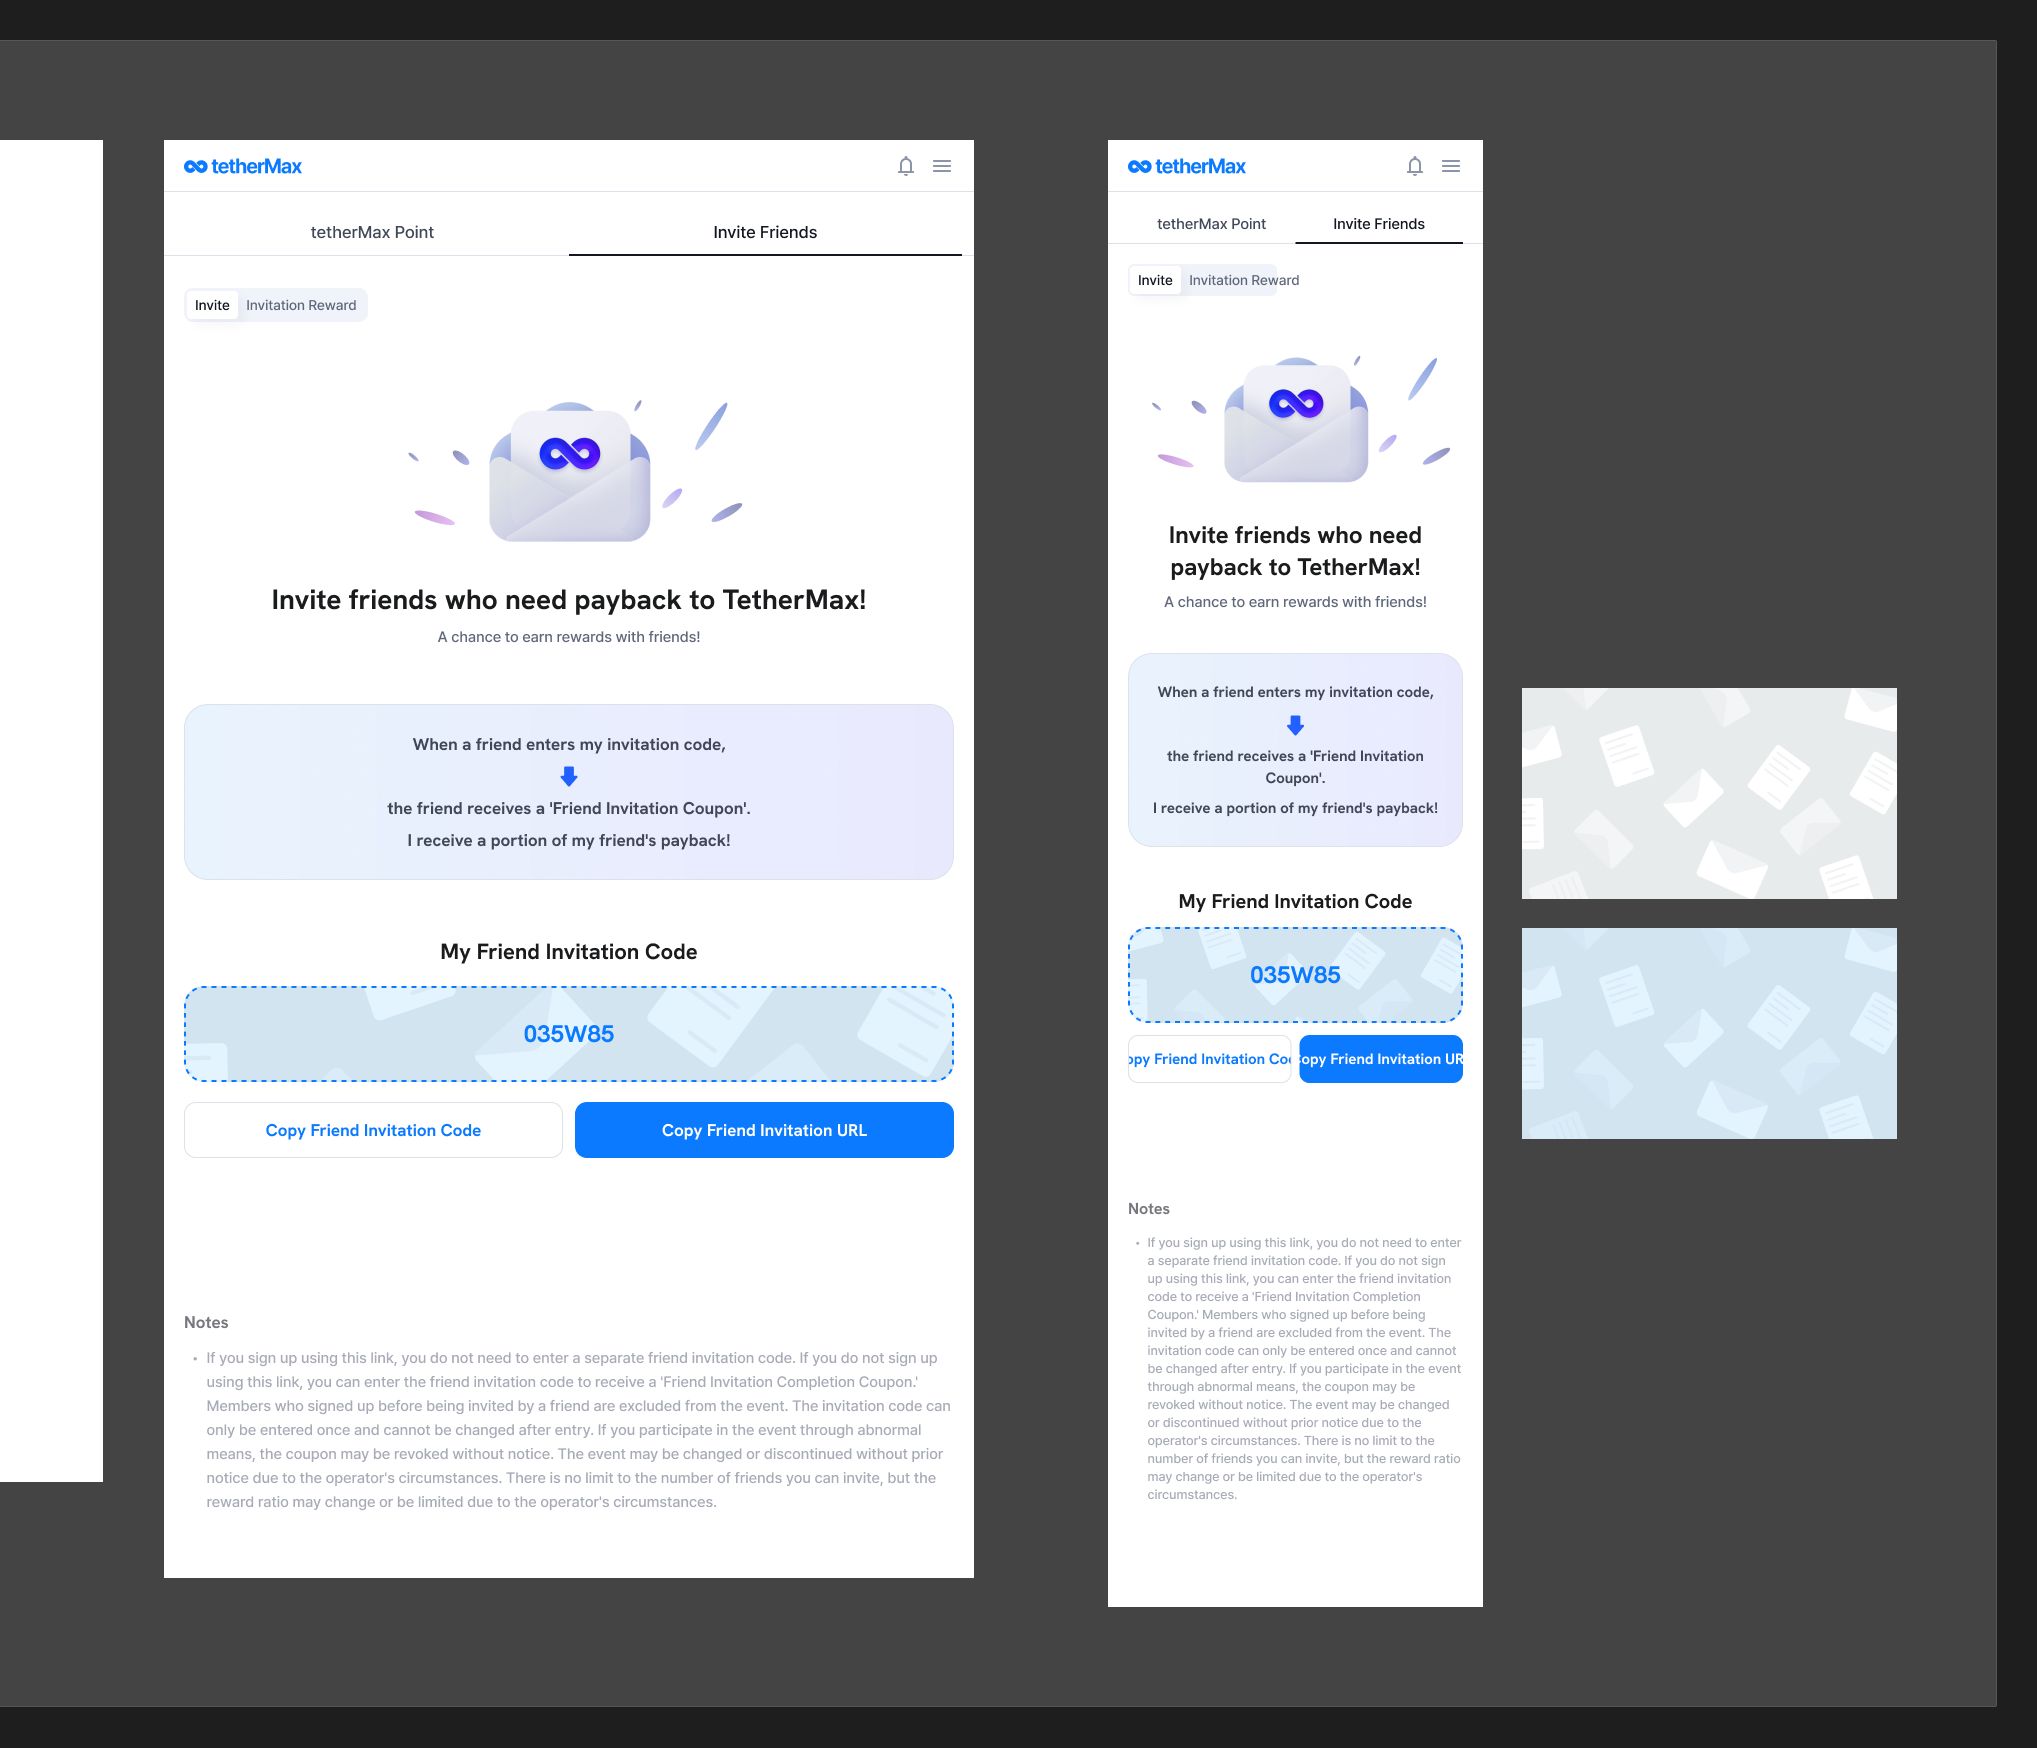 tetherMax
tetherMax Point
Invite Friends
Invite
Invitation Reward
Invite friends who need payback to TetherMax!
A chance to earn rewards with friends!
When a friend enters my invitation code,
the friend receives a 'Friend Invitation Coupon'.
I receive a portion of my friend's payback!
My Friend Invitation Code
035W85
Copy Friend Invitation Code
Copy Friend Invitation URL
Notes
• If you sign up using this link, you do not need to enter a separate friend invitation code. If you do not sign up
using this link, you can enter the friend invitation code to receive a 'Friend Invitation Completion Coupon.'
Members who signed up before being invited by a friend are excluded from the event. The invitation code can
only be entered once and cannot be changed after entry. If you participate in the event through abnormal
means, the coupon may be revoked without notice. The event may be changed or discontinued without prior
notice due to the operator's circumstances. There is no limit to the number of friends you can invite, but the
reward ratio may change or be limited due to the operator's circumstances.
tetherMax
tetherMax Point
Invite Friends
Invite
Invitation Reward
Invite friends who need
payback to TetherMax!
A chance to earn rewards with friends!
When a friend enters my invitation code,
the friend receives a 'Friend Invitation
Coupon'.
I receive a portion of my friend's payback!
My Friend Invitation Code
035W85
opy Friend Invitation Co
opy Friend Invitation UR
Notes
• If you sign up using this link, you do not need to enter
a separate friend invitation code. If you do not sign
up using this link, you can enter the friend invitation
code to receive a 'Friend Invitation Completion
Coupon.' Members who signed up before being
invited by a friend are excluded from the event. The
invitation code can only be entered once and cannot
be changed after entry. If you participate in the event
through abnormal means, the coupon may be
revoked without notice. The event may be changed
or discontinued without prior notice due to the
operator's circumstances. There is no limit to the
number of friends you can invite, but the reward ratio
may change or be limited due to the operator's
circumstances.